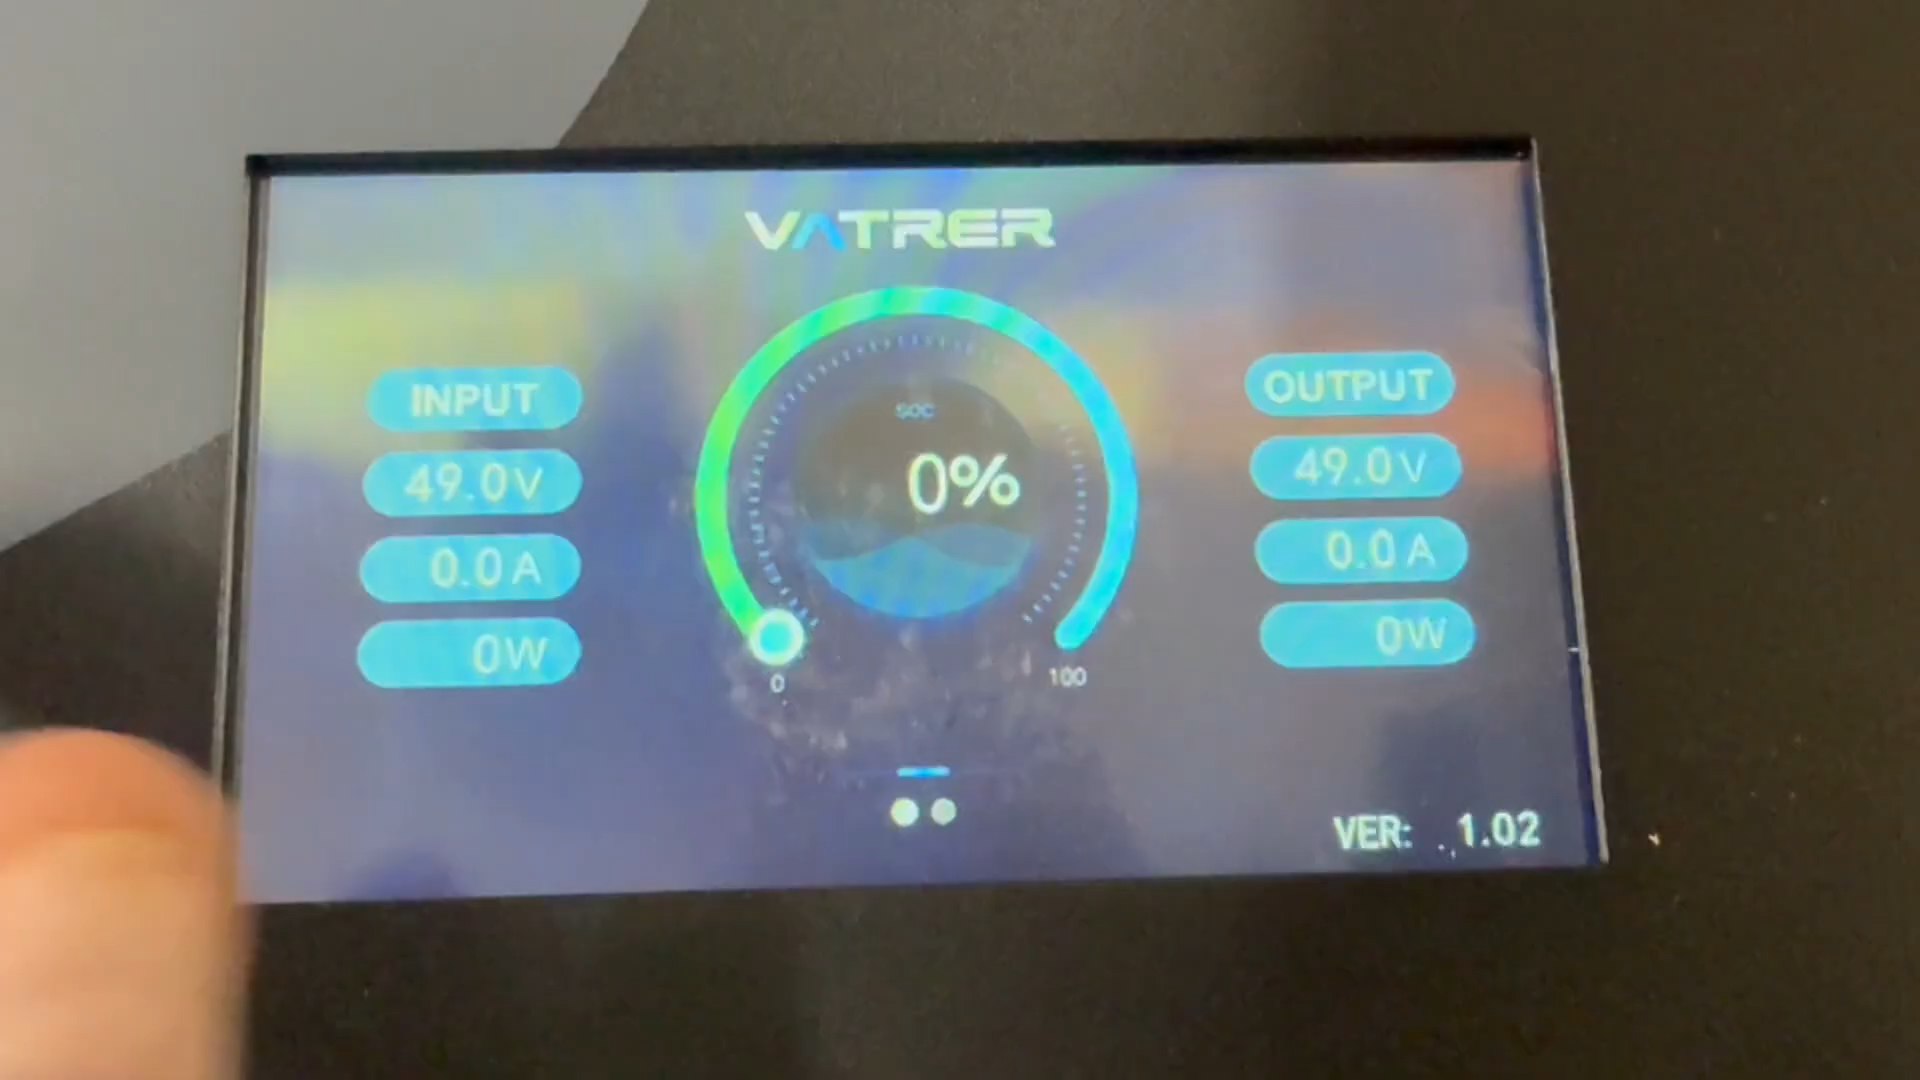 VATRER
INPUT
49.0V
0.0A
0W
SOC
0%
0
100
OUTPUT
49.0V
0.0A
0W
VER: 1.02